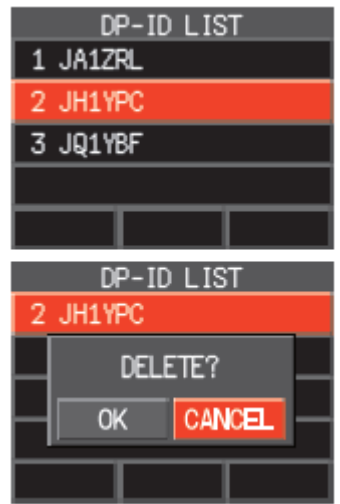 DP-ID LIST
1 JA1ZRL
2 JH1YPC
3 JQ1YBF
DP-ID LIST
2 JH1YPC
DELETE?
OK CANCEL